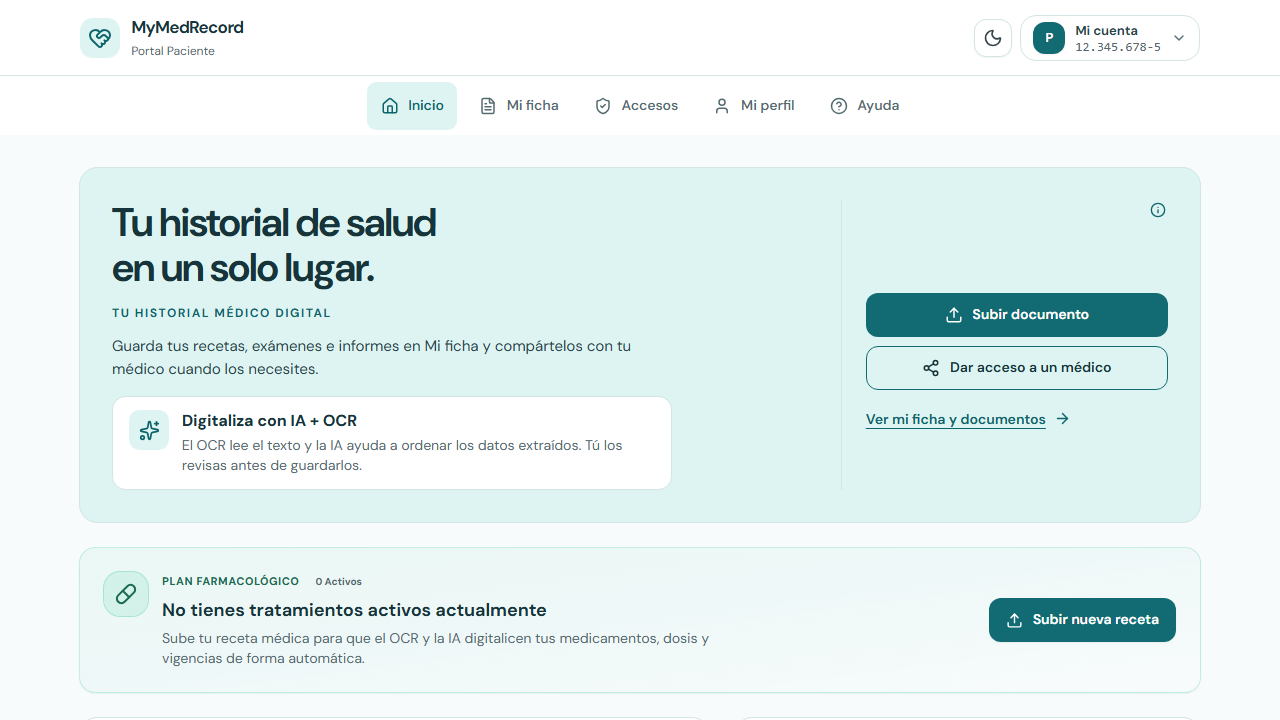 MyMedRecord
Portal Paciente
P
Mi cuenta
12.345.678-5
Inicio
Mi ficha
Accesos
Mi perfil
Ayuda
Tu historial de salud
en un solo lugar.
TU HISTORIAL MÉDICO DIGITAL
Guarda tus recetas, exámenes e informes en Mi ficha y compártelos con tu
médico cuando los necesites.
Digitaliza con IA + OCR
El OCR lee el texto y la IA ayuda a ordenar los datos extraídos. Tú los
revisas antes de guardarlos.
Subir documento
Dar acceso a un médico
Ver mi ficha y documentos
PLAN FARMACOLÓGICO 0 Activos
No tienes tratamientos activos actualmente
Sube tu receta médica para que el OCR y la IA digitalicen tus medicamentos, dosis y
vigencias de forma automática.
Subir nueva receta